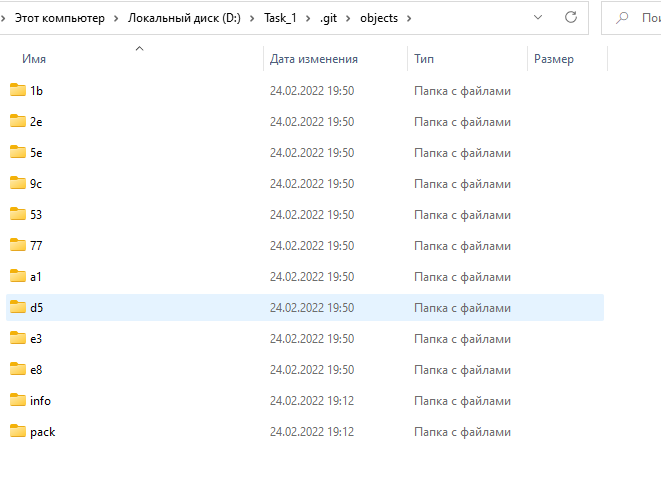 Этот компьютер Локальный диск (D:) Task_1 .git objects Пои
Имя Дата изменения Тип Размер
1b 24.02.2022 19:50 Папка с файлами
2e 24.02.2022 19:50 Папка с файлами
5e 24.02.2022 19:50 Папка с файлами
9c 24.02.2022 19:50 Папка с файлами
53 24.02.2022 19:50 Папка с файлами
77 24.02.2022 19:50 Папка с файлами
a1 24.02.2022 19:50 Папка с файлами
d5 24.02.2022 19:50 Папка с файлами
e3 24.02.2022 19:50 Папка с файлами
e8 24.02.2022 19:50 Папка с файлами
info 24.02.2022 19:12 Папка с файлами
pack 24.02.2022 19:12 Папка с файлами